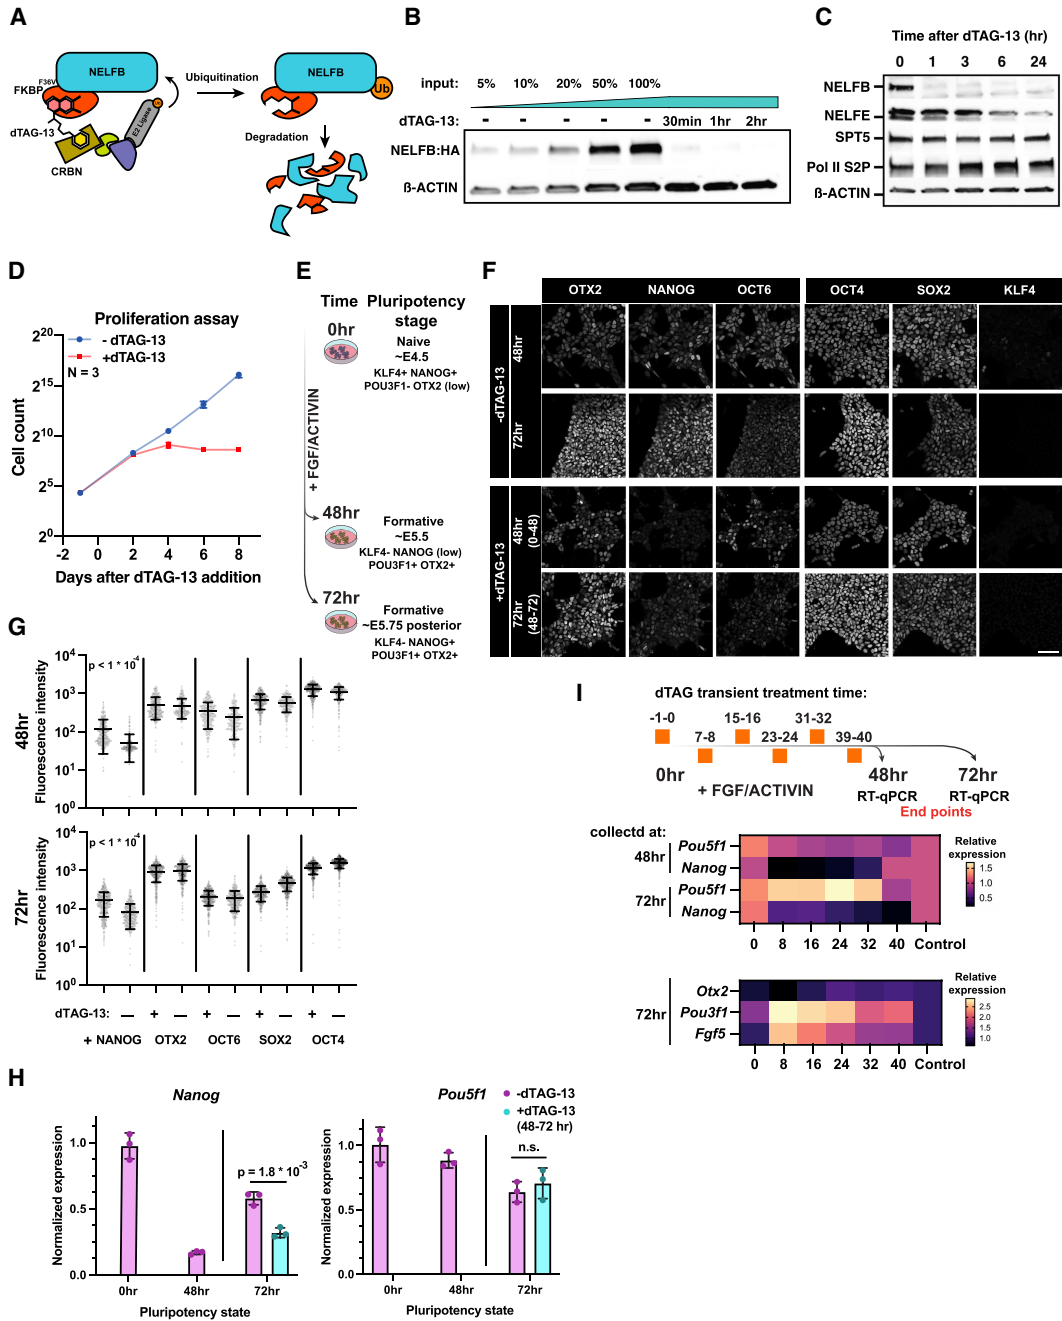 A
NELFB
F36V
FKBP
dTAG-13
CRBN
E2 Ligase
Ub
Ubiquitination
NELFB
Ub
Degradation
B
input: 5% 10% 20% 50% 100%
dTAG-13: - - - - - 30min 1hr 2hr
NELFB:HA
ß-ACTIN
C
Time after dTAG-13 (hr)
0 1 3 6 24
NELFB
NELFE
SPT5
Pol II S2P
ß-ACTIN
D
Proliferation assay
- dTAG-13
+dTAG-13
N = 3
Cell count
2^20
2^15
2^10
2^5
2^0
-2 0 2 4 6 8
Days after dTAG-13 addition
E
Time Pluripotency stage
0hr
Naive
~E4.5
KLF4+ NANOG+
POU3F1- OTX2 (low)
+ FGF/ACTIVIN
48hr
Formative
~E5.5
KLF4- NANOG (low)
POU3F1+ OTX2+
72hr
Formative
~E5.75 posterior
KLF4- NANOG+
POU3F1+ OTX2+
F
OTX2 NANOG OCT6 OCT4 SOX2 KLF4
-dTAG-13
48hr
72hr
+dTAG-13
48hr
(0-48)
72hr
(48-72)
G
48hr
Fluorescence intensity
10^4
10^3
10^2
10^1
10^0
p < 1 * 10^-4
72hr
Fluorescence intensity
10^4
10^3
10^2
10^1
10^0
p < 1 * 10^-4
dTAG-13: + — + — + — + —
+ NANOG OTX2 OCT6 SOX2 OCT4
H
Nanog
Normalized expression
1.0
0.5
0.0
p = 1.8 * 10^-3
0hr 48hr 72hr
Pluripotency state
Pou5f1
-dTAG-13
+dTAG-13
(48-72 hr)
n.s.
Normalized expression
1.0
0.5
0.0
0hr 48hr 72hr
Pluripotency state
I
dTAG transient treatment time:
-1-0 15-16 31-32
7-8 23-24 39-40
0hr
+ FGF/ACTIVIN
48hr
RT-qPCR
72hr
RT-qPCR
End points
collectd at:
48hr
Pou5f1
Nanog
72hr
Pou5f1
Nanog
0 8 16 24 32 40 Control
Relative
expression
1.5
1.0
0.5
72hr
Otx2
Pou3f1
Fgf5
0 8 16 24 32 40 Control
Relative
expression
2.5
2.0
1.5
1.0